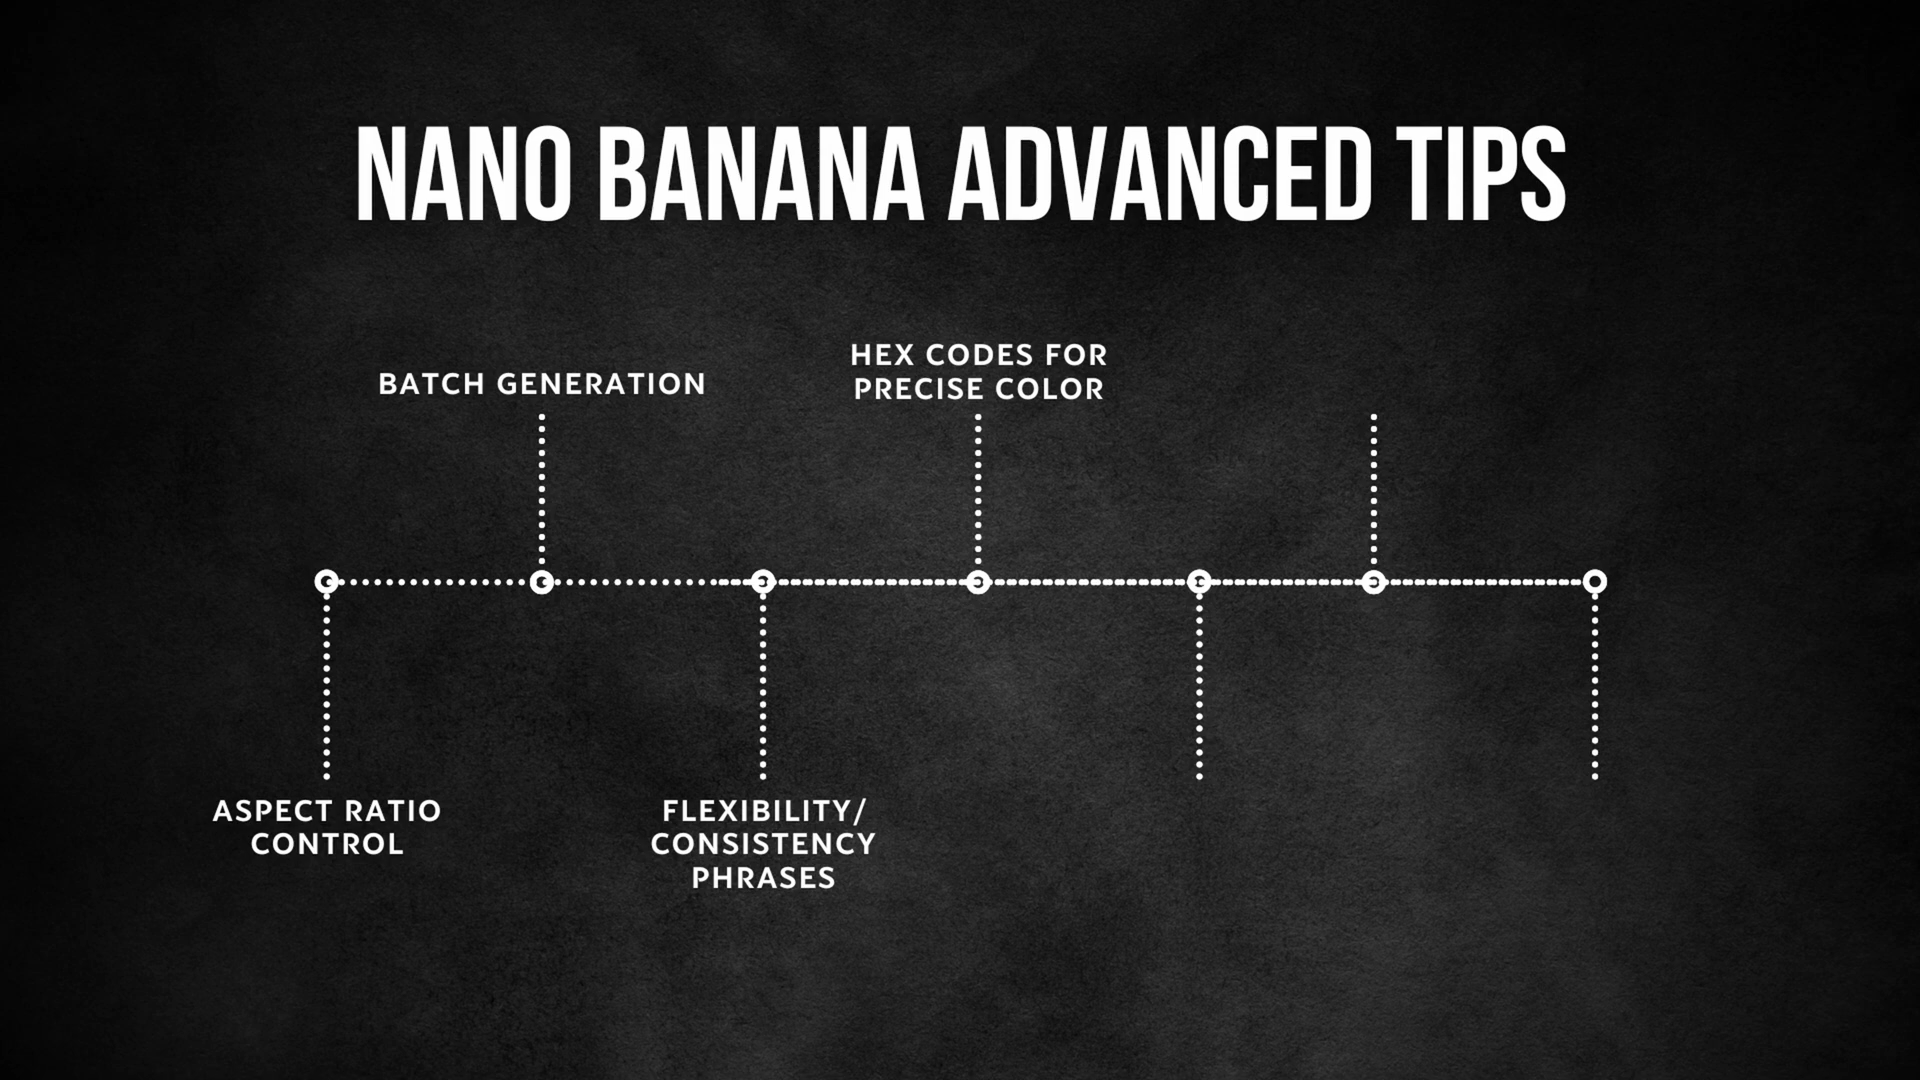 NANO BANANA ADVANCED TIPS
BATCH GENERATION
HEX CODES FOR
PRECISE COLOR
ASPECT RATIO
CONTROL
FLEXIBILITY/
CONSISTENCY
PHRASES